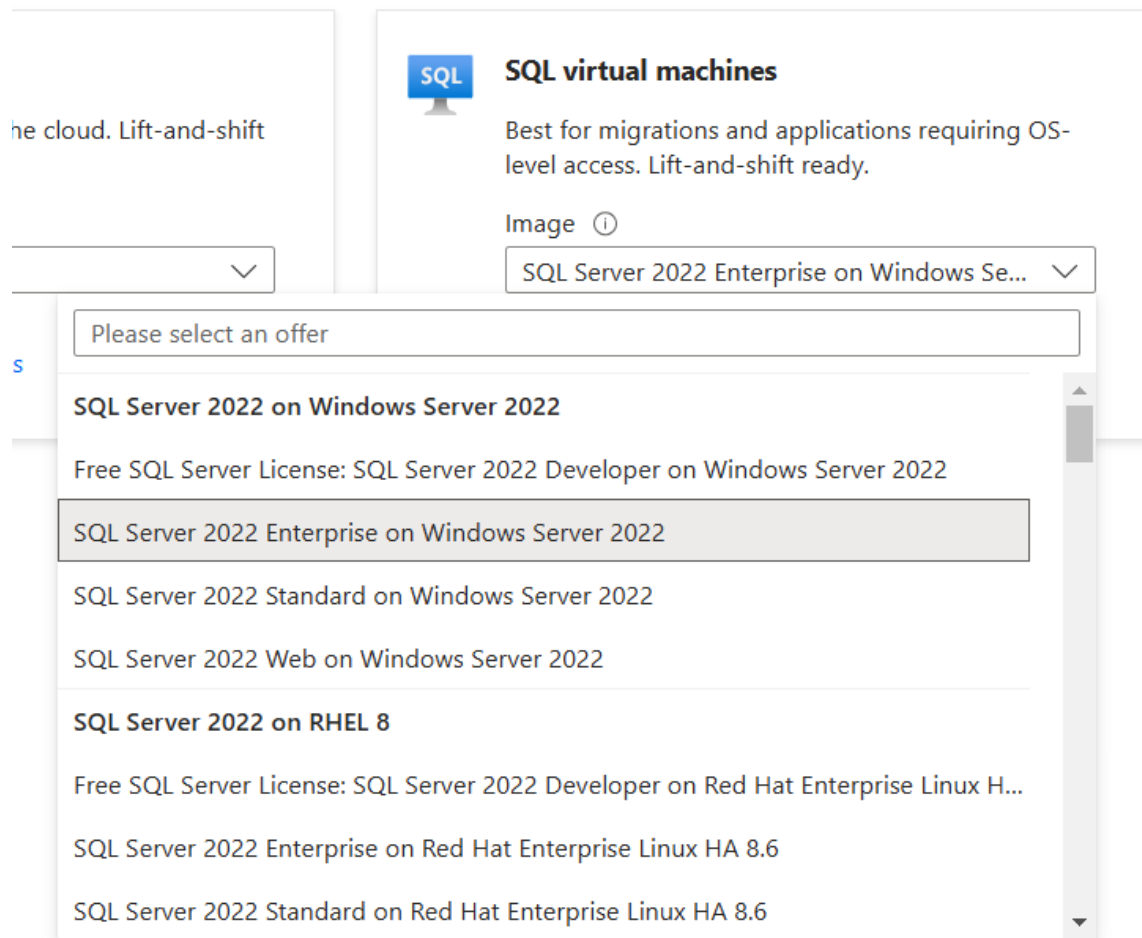 he cloud. Lift-and-shift
s
SQL
SQL virtual machines
Best for migrations and applications requiring OS-
level access. Lift-and-shift ready.
Image
SQL Server 2022 Enterprise on Windows Se...
Please select an offer
SQL Server 2022 on Windows Server 2022
Free SQL Server License: SQL Server 2022 Developer on Windows Server 2022
SQL Server 2022 Enterprise on Windows Server 2022
SQL Server 2022 Standard on Windows Server 2022
SQL Server 2022 Web on Windows Server 2022
SQL Server 2022 on RHEL 8
Free SQL Server License: SQL Server 2022 Developer on Red Hat Enterprise Linux H...
SQL Server 2022 Enterprise on Red Hat Enterprise Linux HA 8.6
SQL Server 2022 Standard on Red Hat Enterprise Linux HA 8.6